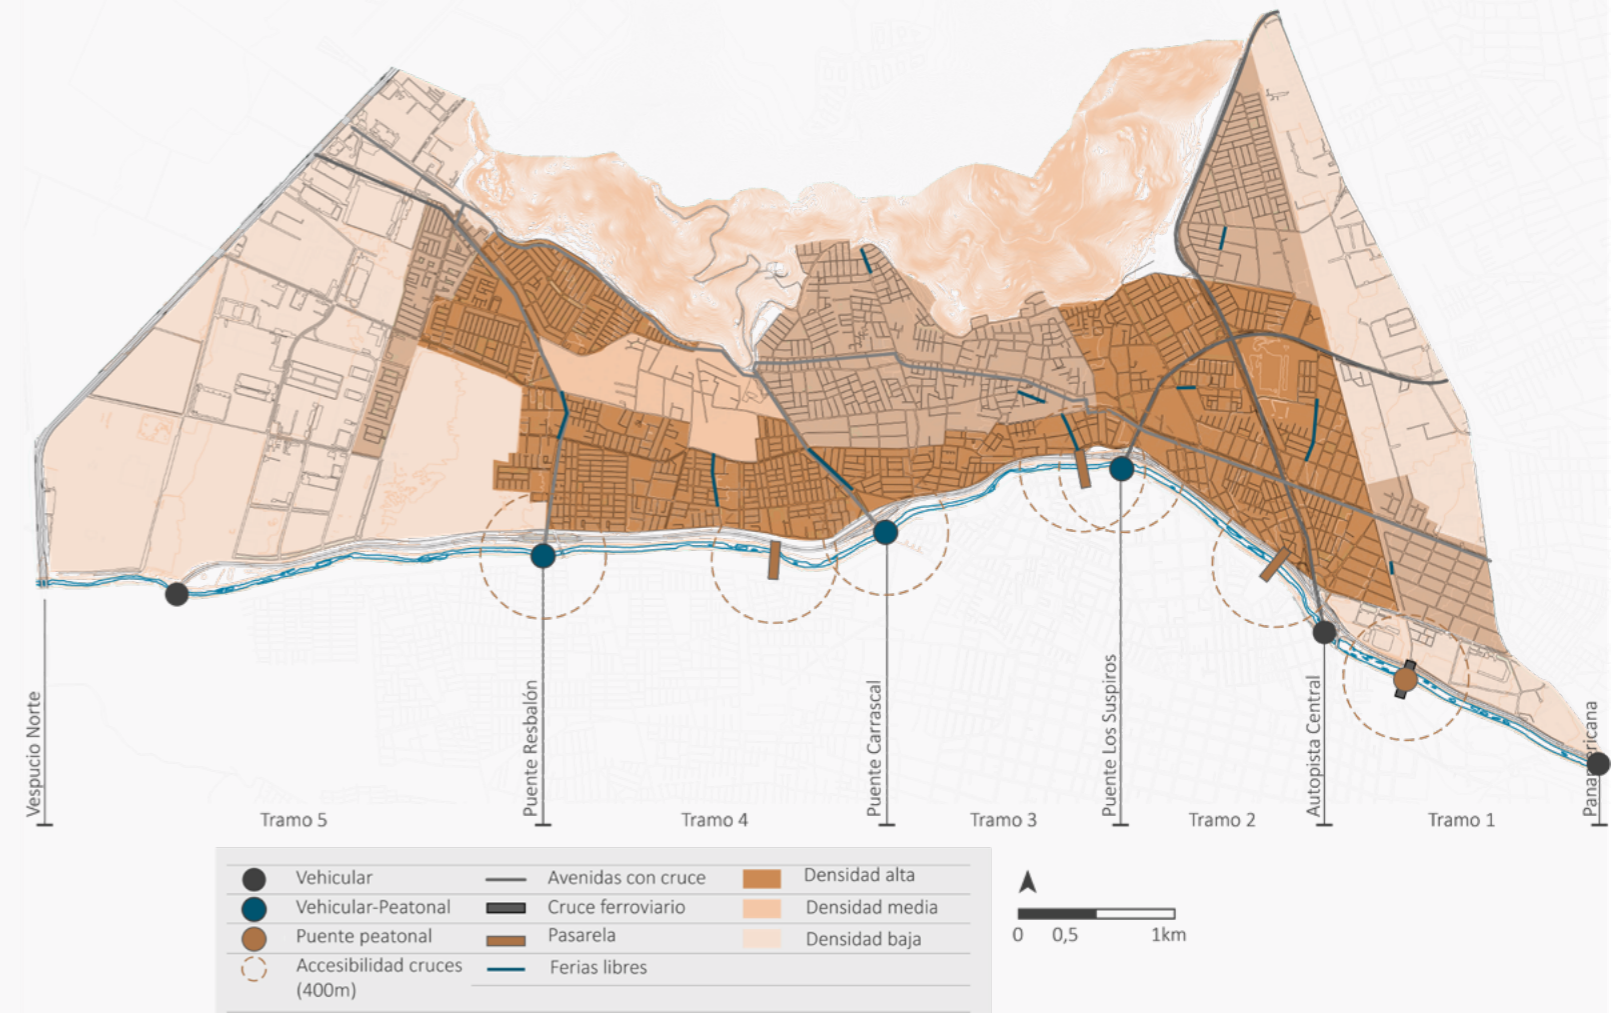 Vespucio Norte
Puente Resbalón
Puente Carrascal
Puente Los Suspiros
Autopista Central
Panamericana
Tramo 5
Tramo 4
Tramo 3
Tramo 2
Tramo 1
Vehicular
Vehicular-Peatonal
Puente peatonal
Accesibilidad cruces
(400m)
Avenidas con cruce
Cruce ferroviario
Pasarela
Ferias libres
Densidad alta
Densidad media
Densidad baja
0 0,5 1km